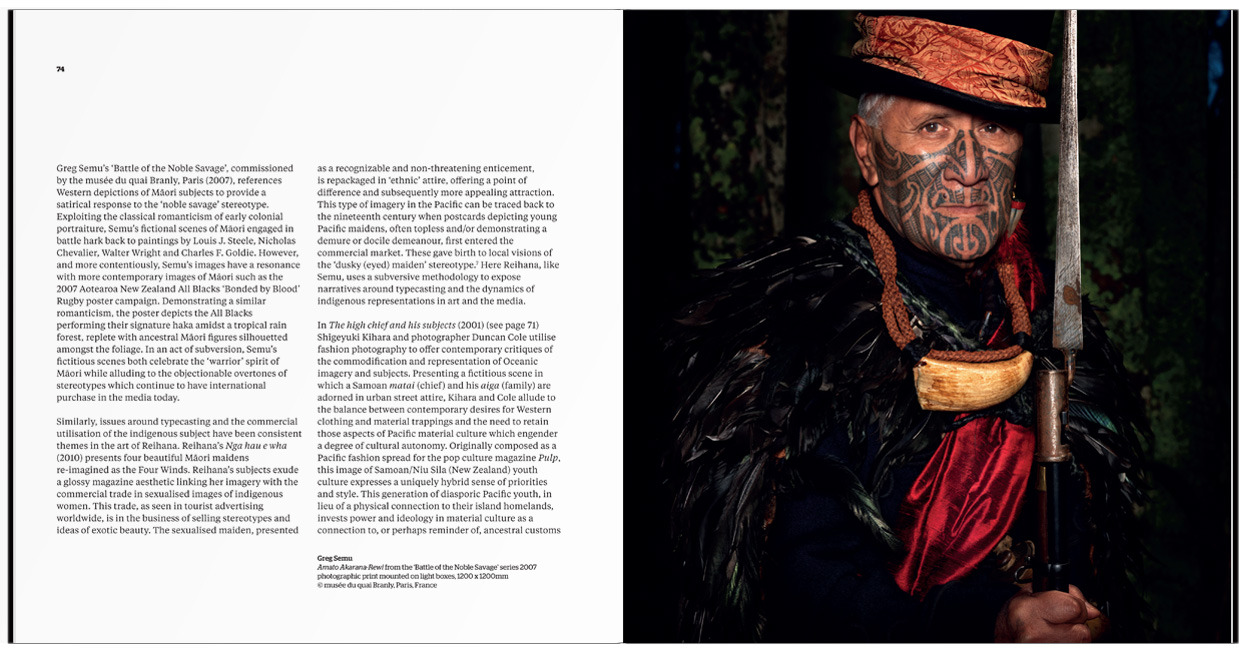 74
Greg Semu's 'Battle of the Noble Savage', commissioned
by the musée du quai Branly, Paris (2007), references
Western depictions of Māori subjects to provide a
satirical response to the 'noble savage' stereotype.
Exploiting the classical romanticism of early colonial
portraiture, Semu's fictional scenes of Māori engaged in
battle hark back to paintings by Louis J. Steele, Nicholas
Chevalier, Walter Wright and Charles F. Goldie. However,
and more contentiously, Semu's images have a resonance
with more contemporary images of Māori such as the
2007 Aotearoa New Zealand All Blacks 'Bonded by Blood'
Rugby poster campaign. Demonstrating a similar
romanticism, the poster depicts the All Blacks
performing their signature haka amidst a tropical rain
forest, replete with ancestral Māori figures silhouetted
amongst the foliage. In an act of subversion, Semu's
fictitious scenes both celebrate the 'warrior' spirit of
Māori while alluding to the objectionable overtones of
stereotypes which continue to have international
purchase in the media today.
Similarly, issues around typecasting and the commercial
utilisation of the indigenous subject have been consistent
themes in the art of Reihana. Reihana's Nga hau e wha
(2010) presents four beautiful Māori maidens
re-imagined as the Four Winds. Reihana's subjects exude
a glossy magazine aesthetic linking her imagery with the
commercial trade in sexualised images of indigenous
women. This trade, as seen in tourist advertising
worldwide, is in the business of selling stereotypes and
ideas of exotic beauty. The sexualised maiden, presented
as a recognizable and non-threatening enticement,
is repackaged in 'ethnic' attire, offering a point of
difference and subsequently more appealing attraction.
This type of imagery in the Pacific can be traced back to
the nineteenth century when postcards depicting young
Pacific maidens, often topless and/or demonstrating a
demure or docile demeanour, first entered the
commercial market. These gave birth to local visions of
the 'dusky (eyed) maiden' stereotype.⁷ Here Reihana, like
Semu, uses a subversive methodology to expose
narratives around typecasting and the dynamics of
indigenous representations in art and the media.
In The high chief and his subjects (2001) (see page 71)
Shigeyuki Kihara and photographer Duncan Cole utilise
fashion photography to offer contemporary critiques of
the commodification and representation of Oceanic
imagery and subjects. Presenting a fictitious scene in
which a Samoan matai (chief) and his aiga (family) are
adorned in urban street attire, Kihara and Cole allude to
the balance between contemporary desires for Western
clothing and material trappings and the need to retain
those aspects of Pacific material culture which engender
a degree of cultural autonomy. Originally composed as a
Pacific fashion spread for the pop culture magazine Pulp,
this image of Samoan/Niu Sila (New Zealand) youth
culture expresses a uniquely hybrid sense of priorities
and style. This generation of diasporic Pacific youth, in
lieu of a physical connection to their island homelands,
invests power and ideology in material culture as a
connection to, or perhaps reminder of, ancestral customs
Greg Semu
Amato Akarana-Rewi from the 'Battle of the Noble Savage' series 2007
photographic print mounted on light boxes, 1200 x 1200mm
© musée du quai Branly, Paris, France